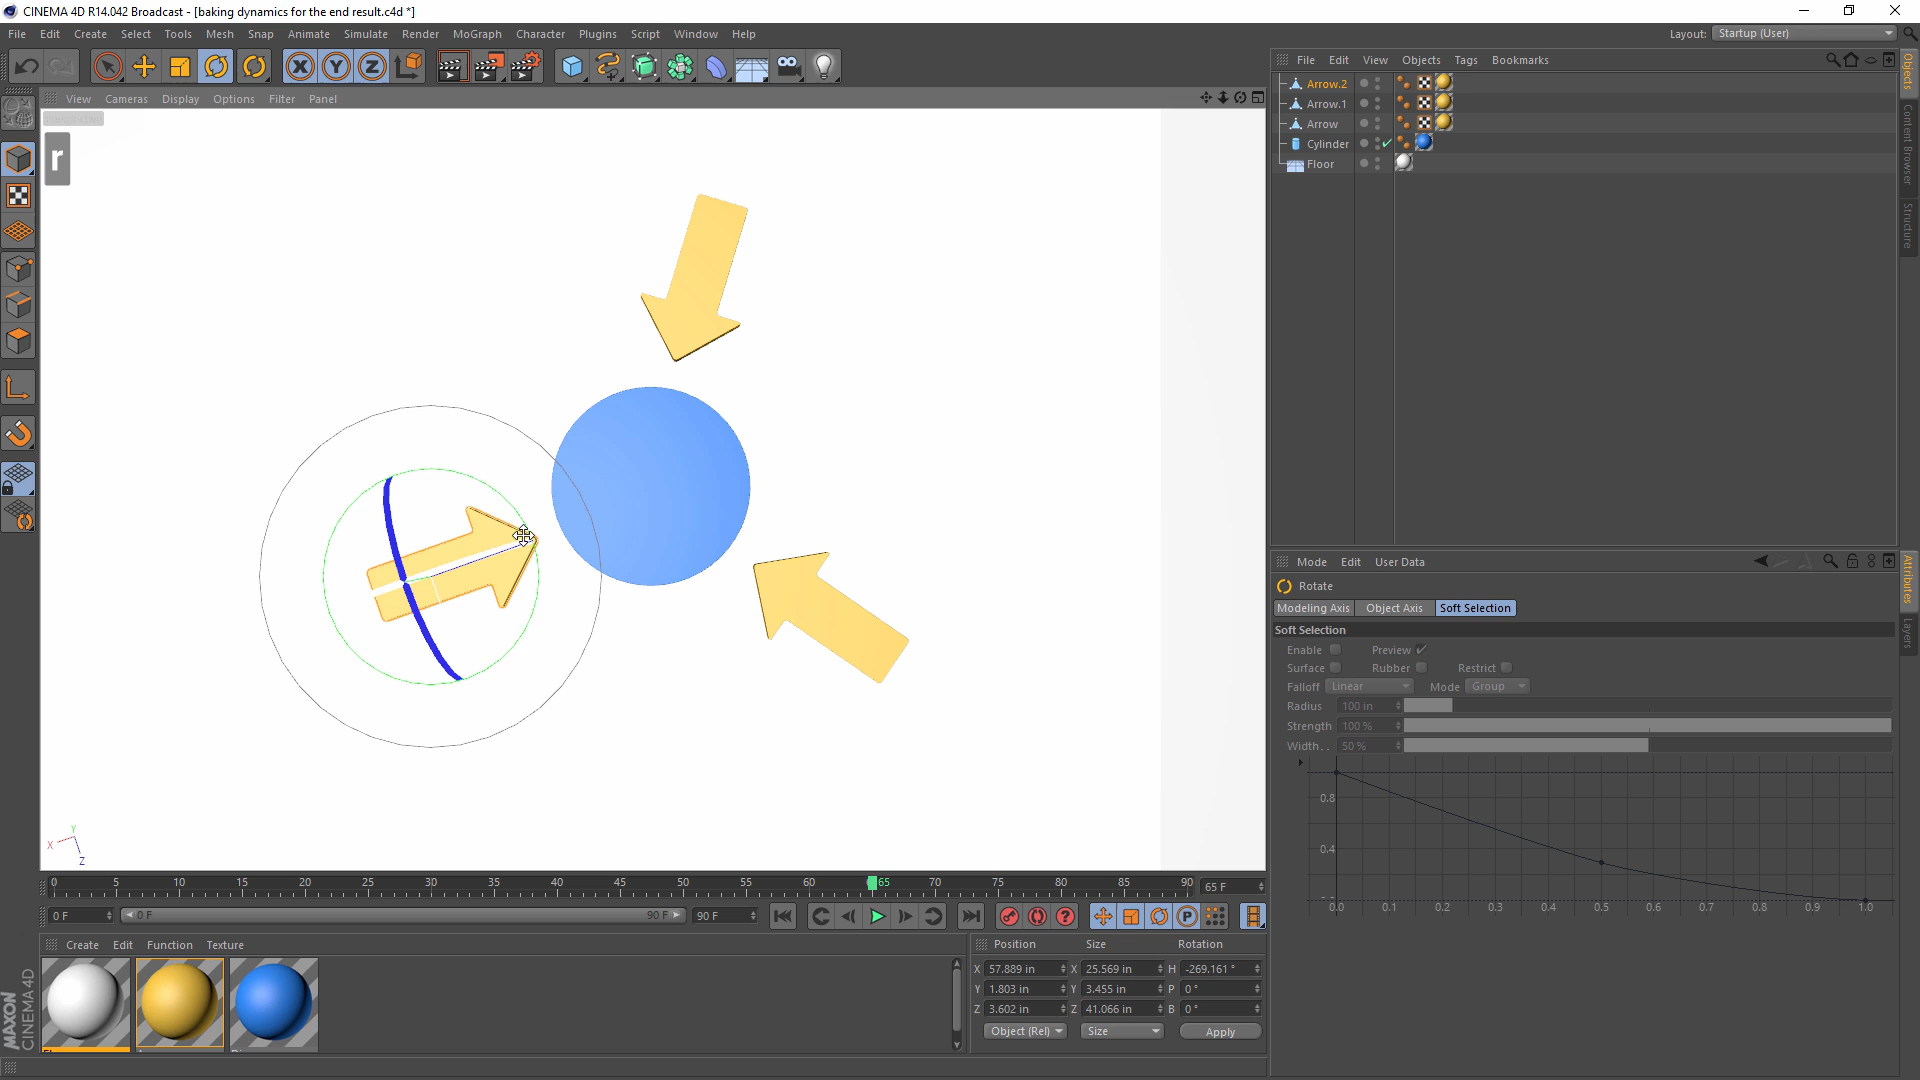 CINEMA 4D R14.042 Broadcast - [baking dynamics for the end result.c4d *]
File Edit Create Select Tools Mesh Snap Animate Simulate Render MoGraph Character Plugins Script Window Help
Layout: Startup (User)
View Cameras Display Options Filter Panel
r
File Edit View Objects Tags Bookmarks
Arrow.2
Arrow.1
Arrow
Cylinder
Floor
Objects
Content Browser
Structure
Mode Edit User Data
Rotate
Modeling Axis Object Axis Soft Selection
Soft Selection
Enable Preview
Surface Rubber Restrict
Falloff Linear Mode Group
Radius 100 in
Strength 100 %
Width . . 50 %
0.8
0.4
0.0 0.1 0.2 0.3 0.4 0.5 0.6 0.7 0.8 0.9 1.0
Attributes
Layers
Y
X
Z
0 5 10 15 20 25 30 35 40 45 50 55 60 65 70 75 80 85 90
65 F
0 F 0 F 90 F 90 F
Create Edit Function Texture
MAXON
CINEMA 4D
Position Size Rotation
X 57.889 in X 25.569 in H -269.161 °
Y 1.803 in Y 3.455 in P 0 °
Z 3.602 in Z 41.066 in B 0 °
Object (Rel) Size Apply